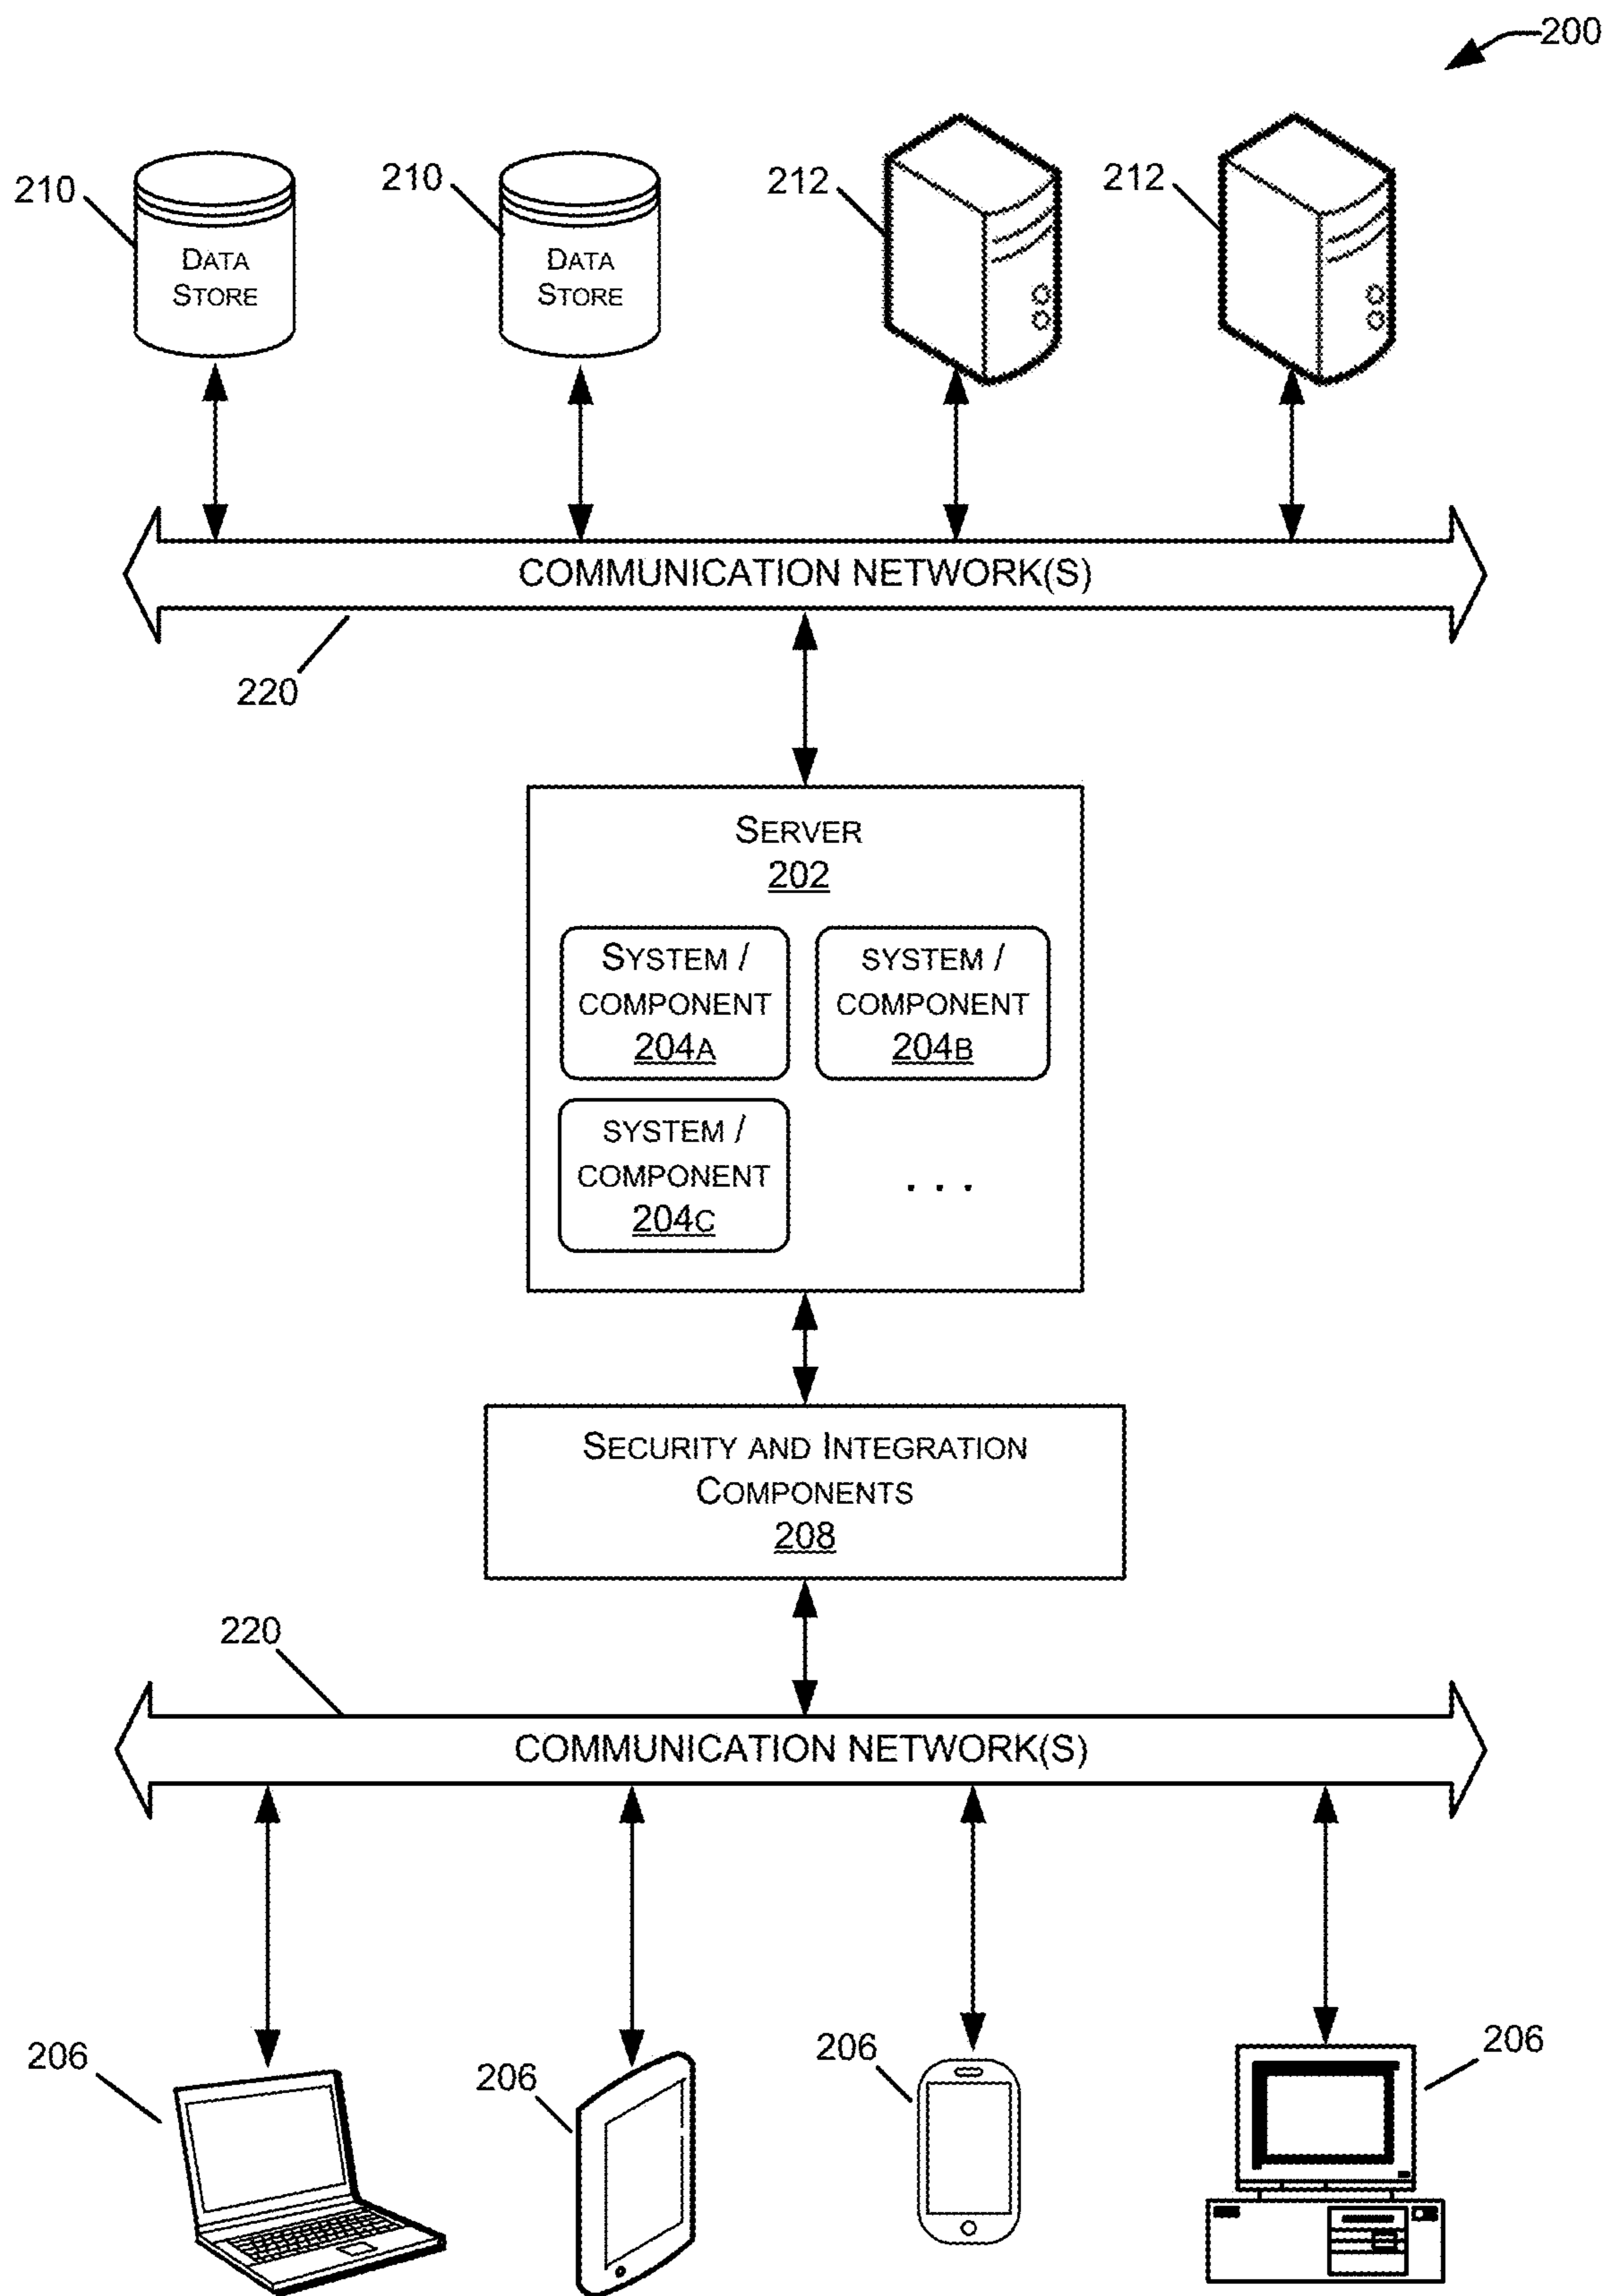 200
210
210
212
212
DATA
STORE
DATA
STORE
COMMUNICATION NETWORK(S)
220
SERVER
202
SYSTEM /
COMPONENT
204A
SYSTEM /
COMPONENT
204B
SYSTEM /
COMPONENT
204C
. . .
SECURITY AND INTEGRATION
COMPONENTS
208
220
COMMUNICATION NETWORK(S)
206
206
206
206